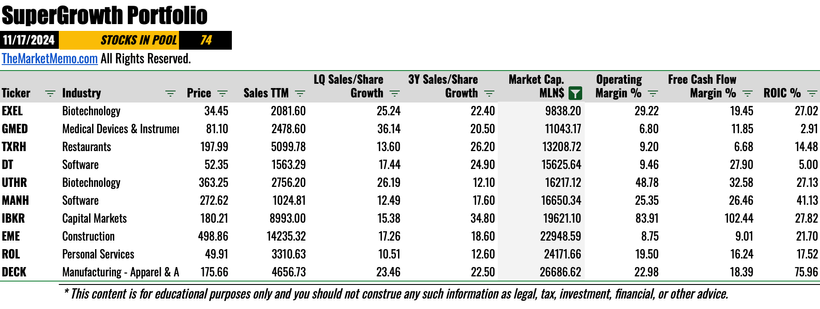 SuperGrowth Portfolio
11/17/2024 STOCKS IN POOL 74
TheMarketMemo.com All Rights Reserved.
LQ Sales/Share 3Y Sales/Share Market Cap. Operating Free Cash Flow
Ticker Industry Price Sales TTM Growth Growth MLN$ Margin % Margin % ROIC %
EXEL Biotechnology 34.45 2081.60 25.24 22.40 9838.20 29.22 19.45 27.02
GMED Medical Devices & Instrumer 81.10 2478.60 36.14 20.50 11043.17 6.80 11.85 2.91
TXRH Restaurants 197.99 5099.78 13.60 26.20 13208.72 9.20 6.68 14.48
DT Software 52.35 1563.29 17.44 24.90 15625.64 9.46 27.90 5.00
UTHR Biotechnology 363.25 2756.20 26.19 12.10 16217.12 48.78 32.58 27.13
MANH Software 272.62 1024.81 12.49 17.60 16650.34 25.35 26.46 41.13
IBKR Capital Markets 180.21 8993.00 15.38 34.80 19621.10 83.91 102.44 27.82
EME Construction 498.86 14235.32 17.26 18.60 22948.59 8.75 9.01 21.70
ROL Personal Services 49.91 3310.63 10.51 12.60 24171.66 19.50 16.24 17.52
DECK Manufacturing - Apparel & A 175.66 4656.73 23.46 22.50 26686.62 22.98 18.39 75.96
* This content is for educational purposes only and you should not construe any such information as legal, tax, investment, financial, or other advice.